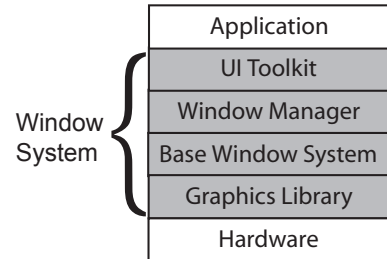 Application
UI Toolkit
Window Manager
Base Window System
Graphics Library
Hardware
Window
System